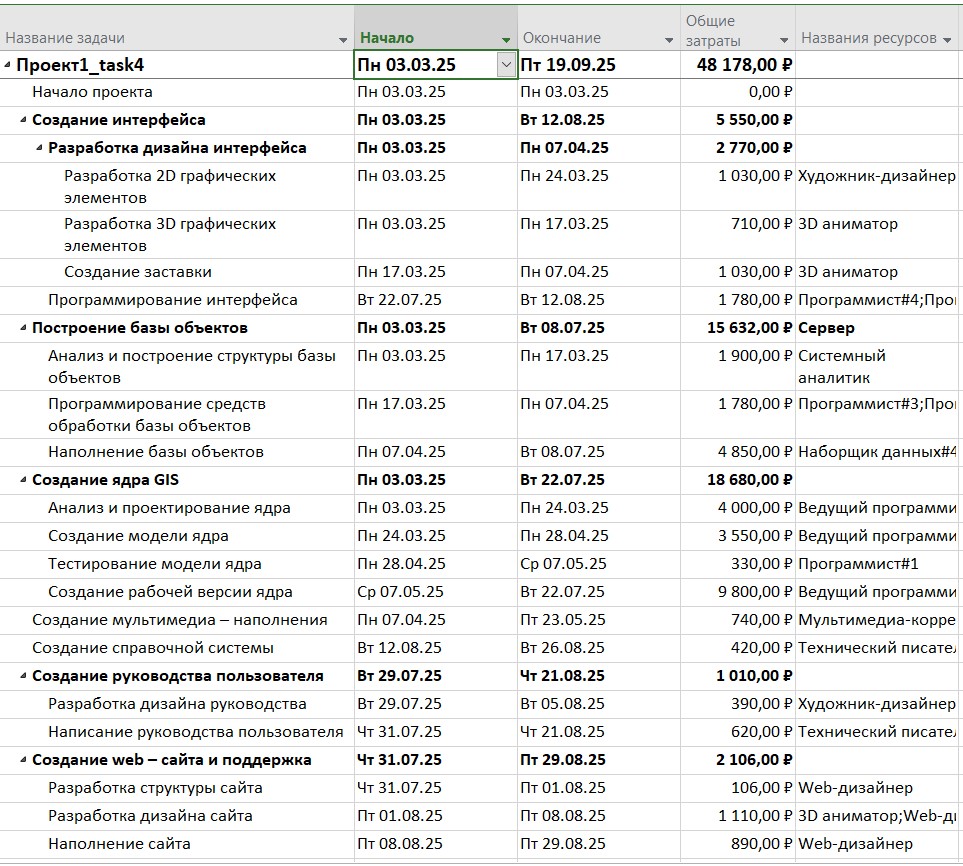 Название задачи Начало Окончание Общие затраты Названия ресурсов
Проект1_task4 Пн 03.03.25 Пт 19.09.25 48 178,00 ₽
Начало проекта Пн 03.03.25 Пн 03.03.25 0,00 ₽
Создание интерфейса Пн 03.03.25 Вт 12.08.25 5 550,00 ₽
Разработка дизайна интерфейса Пн 03.03.25 Пн 07.04.25 2 770,00 ₽
Разработка 2D графических Пн 03.03.25 Пн 24.03.25 1 030,00 ₽ Художник-дизайнер
элементов
Разработка 3D графических Пн 03.03.25 Пн 17.03.25 710,00 ₽ 3D аниматор
элементов
Создание заставки Пн 17.03.25 Пн 07.04.25 1 030,00 ₽ 3D аниматор
Программирование интерфейса Вт 22.07.25 Вт 12.08.25 1 780,00 ₽ Программист#4;Про
Построение базы объектов Пн 03.03.25 Вт 08.07.25 15 632,00 ₽ Сервер
Анализ и построение структуры базы Пн 03.03.25 Пн 17.03.25 1 900,00 ₽ Системный
объектов аналитик
Программирование средств Пн 17.03.25 Пн 07.04.25 1 780,00 ₽ Программист#3;Про
обработки базы объектов
Наполнение базы объектов Пн 07.04.25 Вт 08.07.25 4 850,00 ₽ Наборщик данных#4
Создание ядра GIS Пн 03.03.25 Вт 22.07.25 18 680,00 ₽
Анализ и проектирование ядра Пн 03.03.25 Пн 24.03.25 4 000,00 ₽ Ведущий программи
Создание модели ядра Пн 24.03.25 Пн 28.04.25 3 550,00 ₽ Ведущий программи
Тестирование модели ядра Пн 28.04.25 Ср 07.05.25 330,00 ₽ Программист#1
Создание рабочей версии ядра Ср 07.05.25 Вт 22.07.25 9 800,00 ₽ Ведущий программи
Создание мультимедиа – наполнения Пн 07.04.25 Пт 23.05.25 740,00 ₽ Мультимедиа-корре
Создание справочной системы Вт 12.08.25 Вт 26.08.25 420,00 ₽ Технический писате
Создание руководства пользователя Вт 29.07.25 Чт 21.08.25 1 010,00 ₽
Разработка дизайна руководства Вт 29.07.25 Вт 05.08.25 390,00 ₽ Художник-дизайнер
Написание руководства пользователя Чт 31.07.25 Чт 21.08.25 620,00 ₽ Технический писате
Создание web – сайта и поддержка Чт 31.07.25 Пт 29.08.25 2 106,00 ₽
Разработка структуры сайта Чт 31.07.25 Пт 01.08.25 106,00 ₽ Web-дизайнер
Разработка дизайна сайта Пт 01.08.25 Пт 08.08.25 1 110,00 ₽ 3D аниматор;Web-д
Наполнение сайта Пт 08.08.25 Пт 29.08.25 890,00 ₽ Web-дизайнер